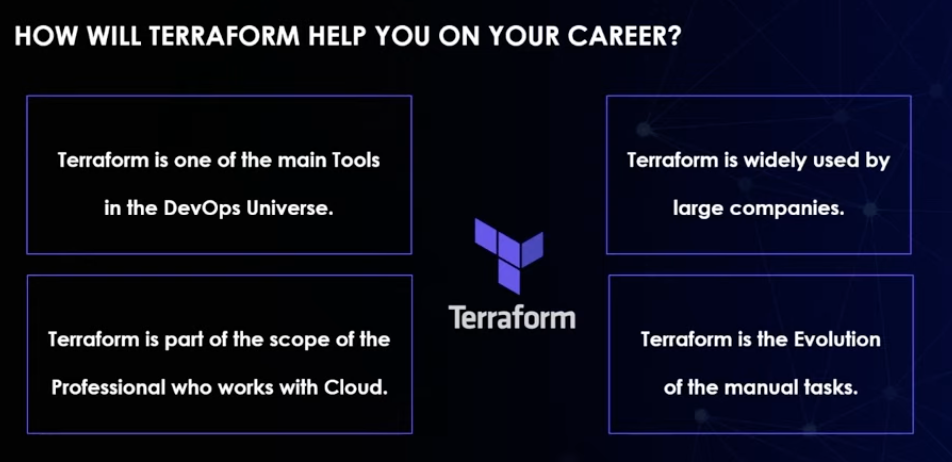 HOW WILL TERRAFORM HELP YOU ON YOUR CAREER?
Terraform is one of the main Tools
in the DevOps Universe.
Terraform is widely used by
large companies.
Terraform
Terraform is part of the scope of the
Professional who works with Cloud.
Terraform is the Evolution
of the manual tasks.